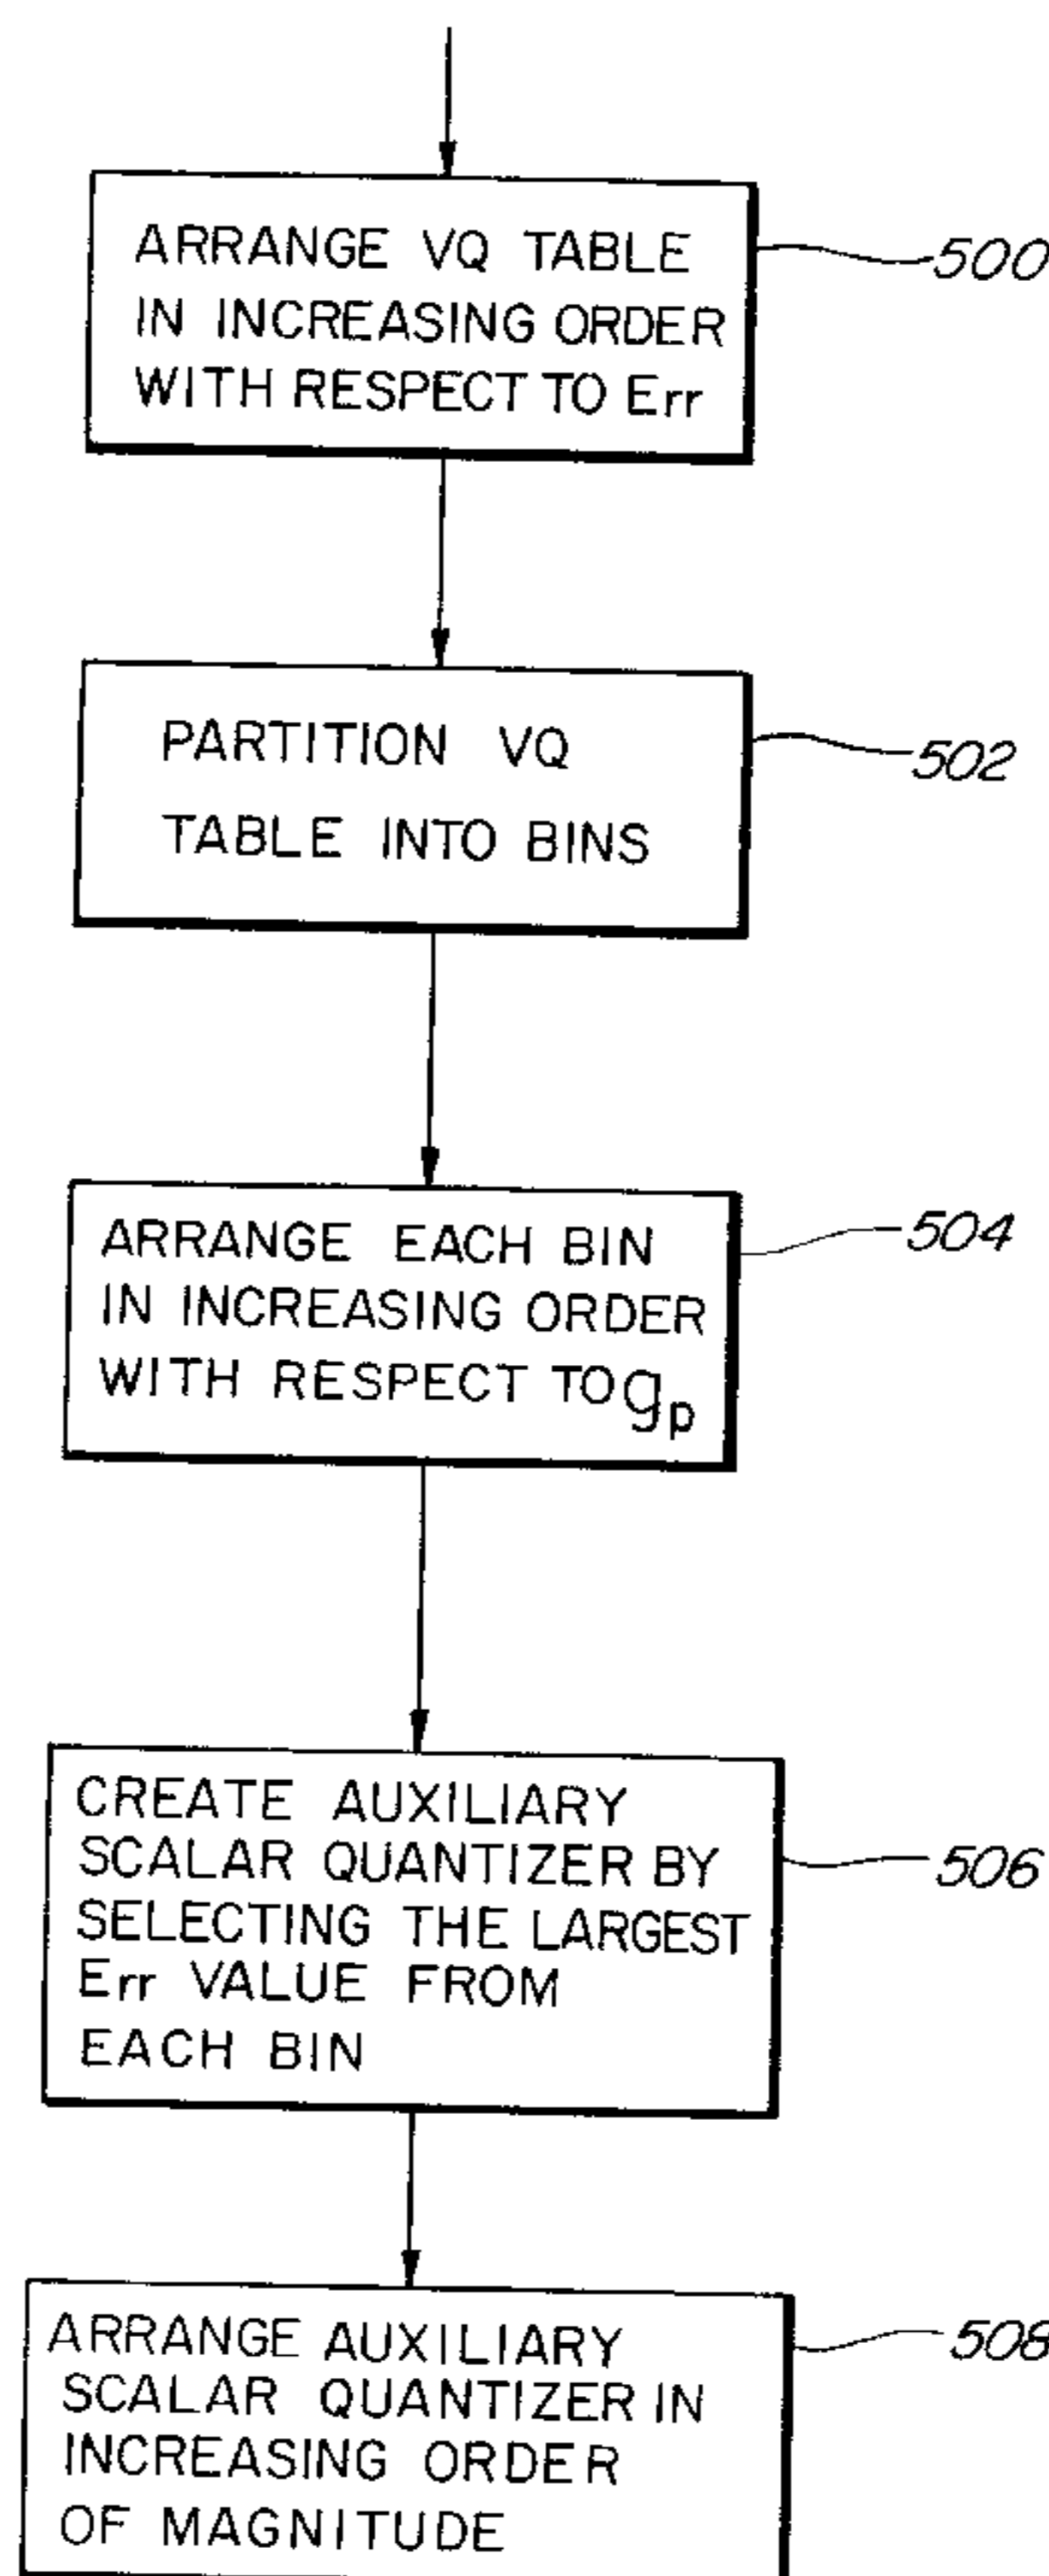 ARRANGE VQ TABLE
IN INCREASING ORDER
WITH RESPECT TO Err
500
PARTITION VQ
TABLE INTO BINS
502
ARRANGE EACH BIN
IN INCREASING ORDER
WITH RESPECT TO gp
504
CREATE AUXILIARY
SCALAR QUANTIZER BY
SELECTING THE LARGEST
Err VALUE FROM
EACH BIN
506
ARRANGE AUXILIARY
SCALAR QUANTIZER IN
INCREASING ORDER
OF MAGNITUDE
508